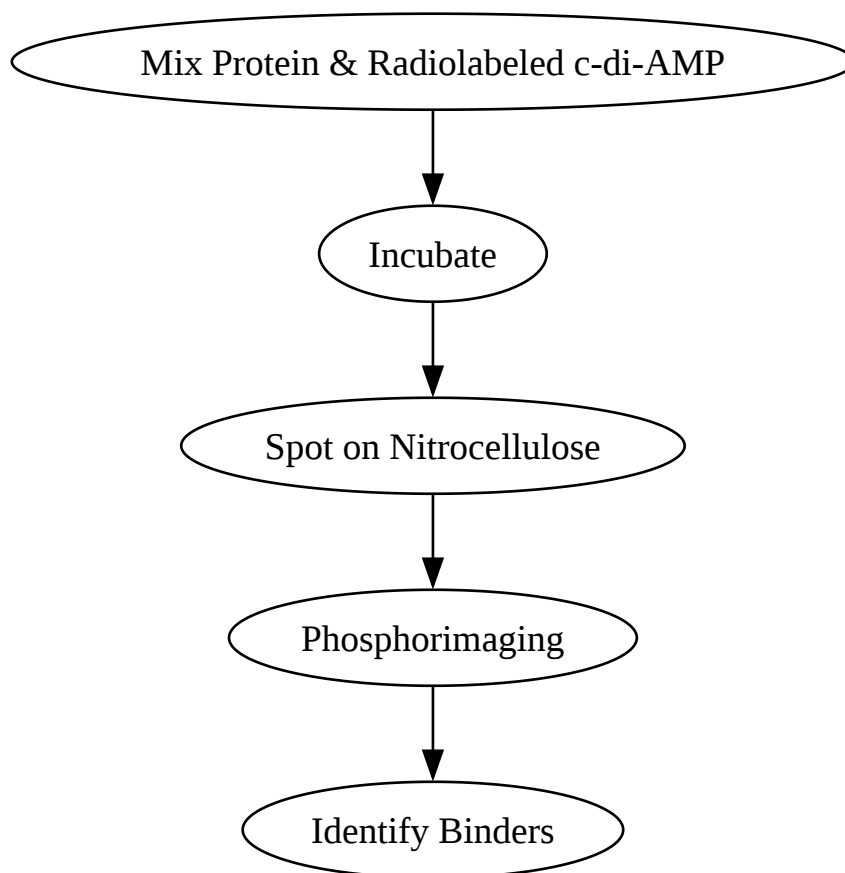 Mix Protein & Radiolabeled c-di-AMP
Incubate
Spot on Nitrocellulose
Phosphorimaging
Identify Binders